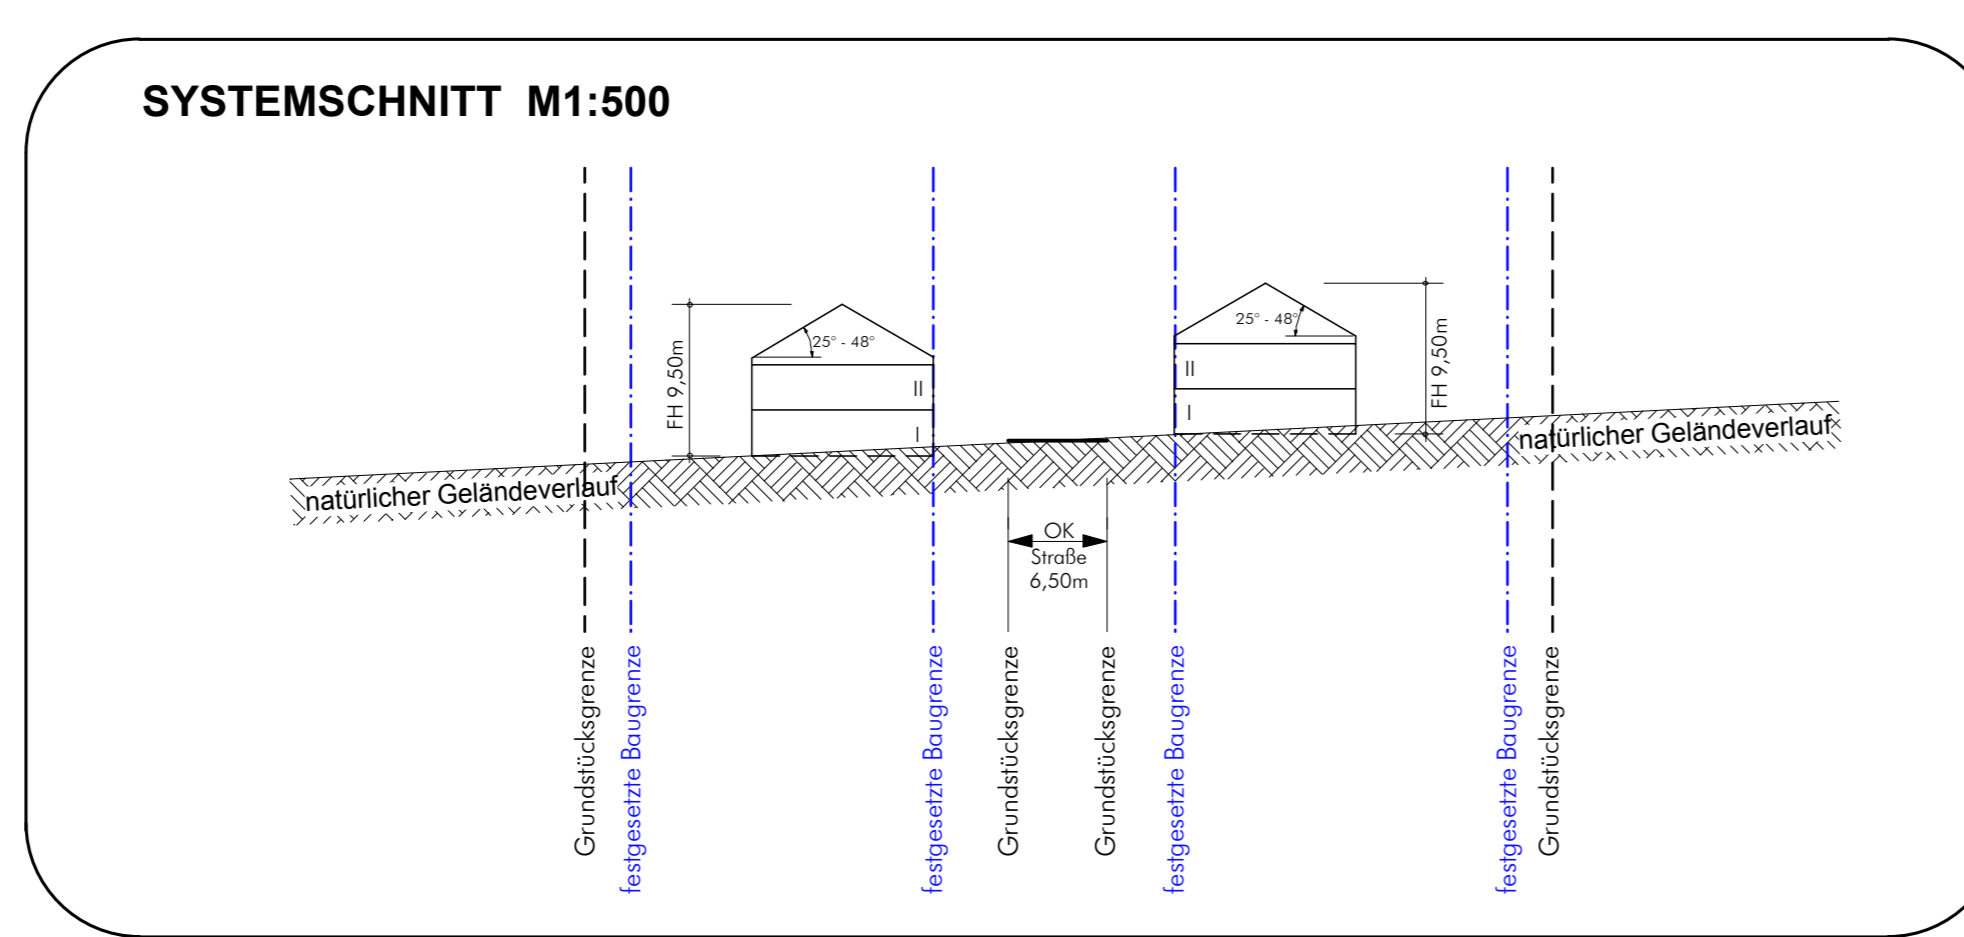 SYSTEMSCHNITT M1:500
25° - 48°
25° - 48°
FH 9,50m
FH 9,50m
II
II
I
I
natürlicher Geländeverlauf
natürlicher Geländeverlauf
OK
Straße
6,50m
Grundstücksgrenze
festgesetzte Baugrenze
festgesetzte Baugrenze
Grundstücksgrenze
Grundstücksgrenze
festgesetzte Baugrenze
festgesetzte Baugrenze
Grundstücksgrenze